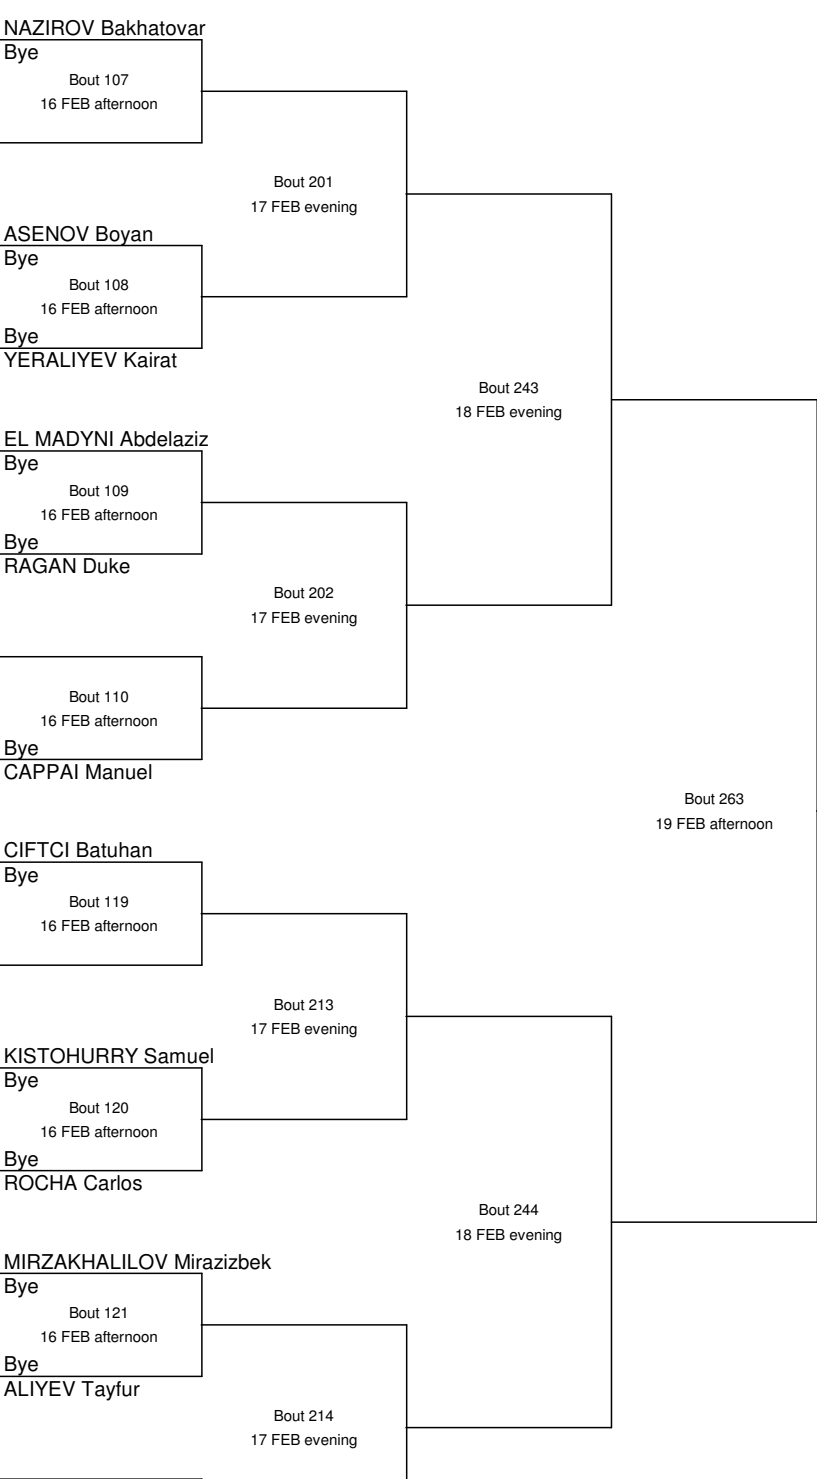 NAZIROV Bakhatovar
Bye
Bout 107
16 FEB afternoon
Bout 201
17 FEB evening
ASENOV Boyan
Bye
Bout 108
16 FEB afternoon
Bye
YERALIYEV Kairat
Bout 243
18 FEB evening
EL MADYNI Abdelaziz
Bye
Bout 109
16 FEB afternoon
Bye
RAGAN Duke
Bout 202
17 FEB evening
Bout 110
16 FEB afternoon
Bye
CAPPAI Manuel
Bout 263
19 FEB afternoon
CIFTCI Batuhan
Bye
Bout 119
16 FEB afternoon
Bout 213
17 FEB evening
KISTOHURRY Samuel
Bye
Bout 120
16 FEB afternoon
Bye
ROCHA Carlos
Bout 244
18 FEB evening
MIRZAKHALILOV Mirazizbek
Bye
Bout 121
16 FEB afternoon
Bye
ALIYEV Tayfur
Bout 214
17 FEB evening